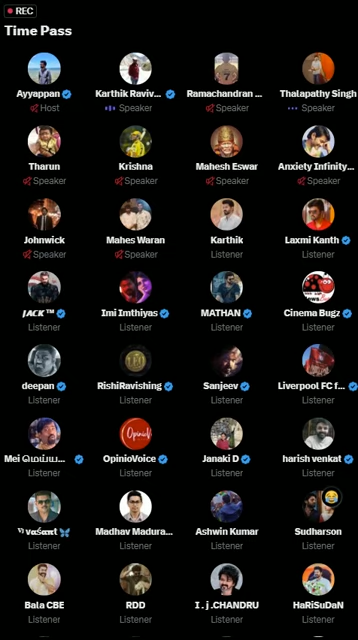 REC
Time Pass
Ayyappan Karthik Raviv... Ramachandran ... Thalapathy Singh
Host Speaker Speaker Speaker
Tharun Krishna Mahesh Eswar Anxiety Infinity...
Speaker Speaker Speaker Speaker
Johnwick Mahes Waran Karthik Laxmi Kanth
Speaker Speaker Listener Listener
JACK™ Imi Imthiyas MATHAN Cinema Bugz
Listener Listener Listener Listener
deepan RishiRavishing Sanjeev Liverpool FC f...
Listener Listener Listener Listener
OpinioV
Mei மெய்ய... OpinioVoice Janaki D harish venkat
Listener Listener Listener Listener
vαśαηt Madhav Madura... Ashwin Kumar Sudharson
Listener Listener Listener Listener
Bala CBE RDD I . j .CHANDRU HaRiSuDaN
Listener Listener Listener Listener